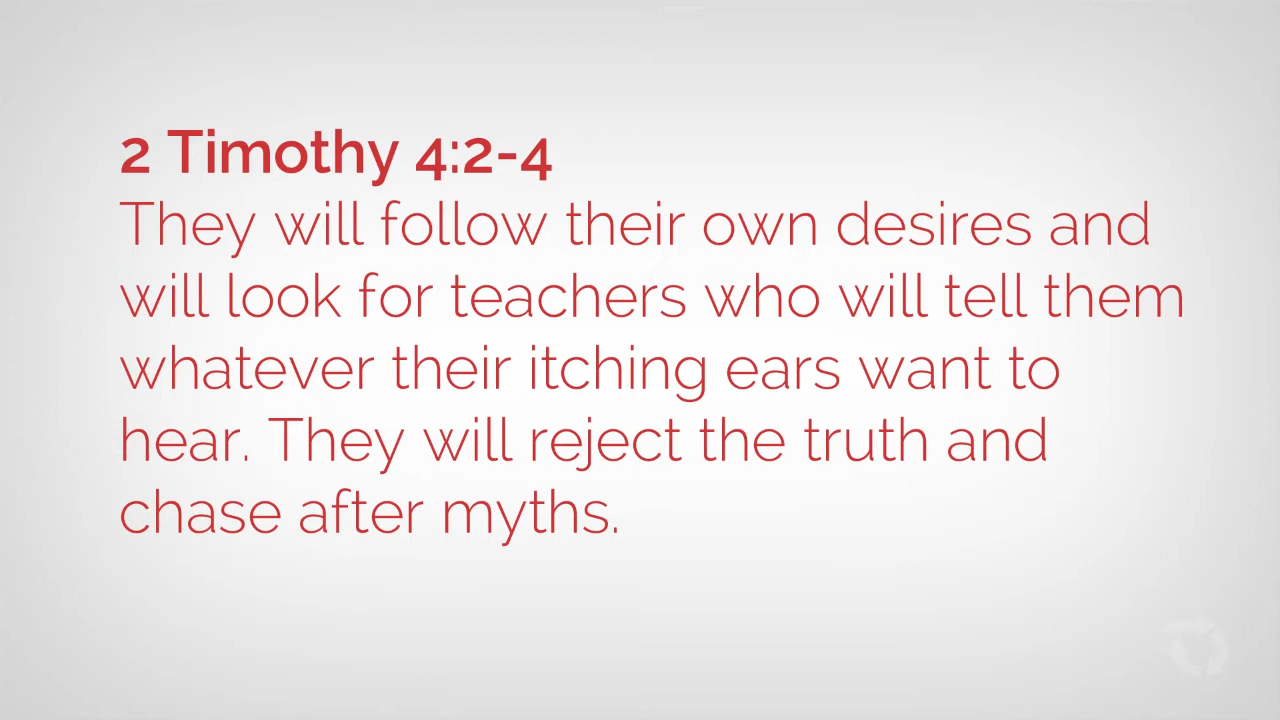 2 Timothy 4:2-4
They will follow their own desires and
will look for teachers who will tell them
whatever their itching ears want to
hear. They will reject the truth and
chase after myths.